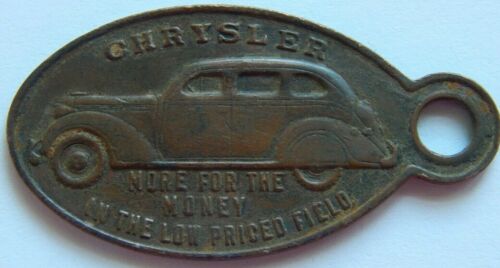 CHRYSLER
MORE FOR THE
MONEY
IN THE LOW PRICED FIELD